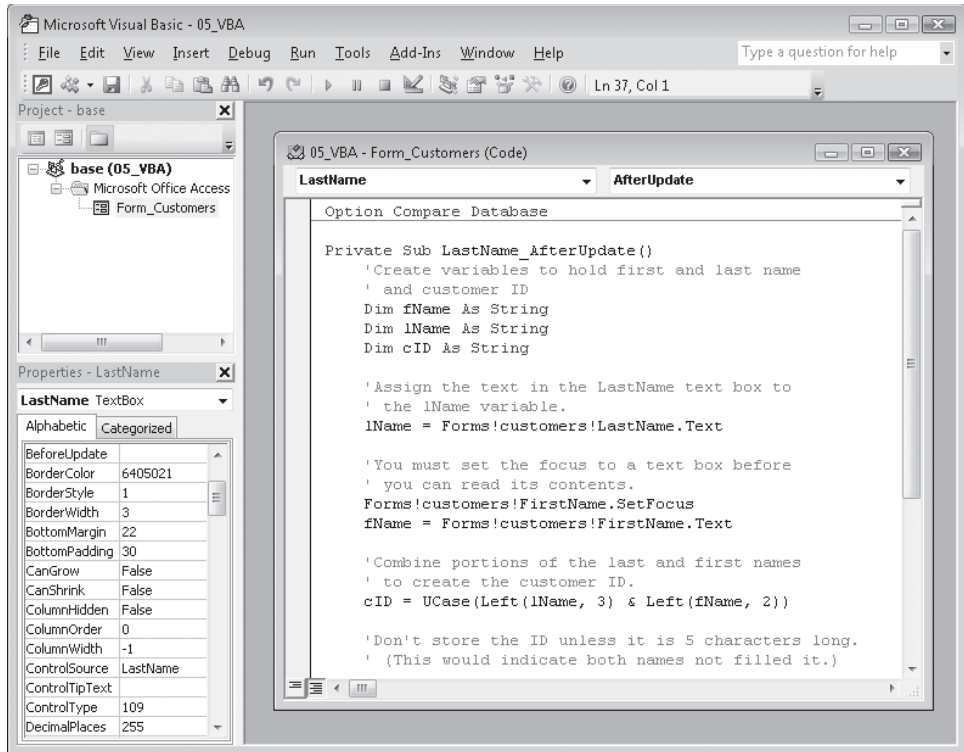 Microsoft Visual Basic - 05_VBA
File Edit View Insert Debug Run Tools Add-Ins Window Help
Type a question for help
Ln 37, Col 1
Project - base
base (05_VBA)
Microsoft Office Access
Form_Customers
Properties - LastName
LastName TextBox
Alphabetic Categorized
BeforeUpdate
BorderColor 6405021
BorderStyle 1
BorderWidth 3
BottomMargin 22
BottomPadding 30
CanGrow False
CanShrink False
ColumnHidden False
ColumnOrder 0
ColumnWidth -1
ControlSource LastName
ControlTipText
ControlType 109
DecimalPlaces 255
05_VBA - Form_Customers (Code)
LastName AfterUpdate
Option Compare Database
Private Sub LastName_AfterUpdate()
'Create variables to hold first and last name
' and customer ID
Dim fName As String
Dim lName As String
Dim cID As String
'Assign the text in the LastName text box to
' the lName variable.
lName = Forms!customers!LastName.Text
'You must set the focus to a text box before
' you can read its contents.
Forms!customers!FirstName.SetFocus
fName = Forms!customers!FirstName.Text
'Combine portions of the last and first names
' to create the customer ID.
cID = UCase(Left(lName, 3) & Left(fName, 2))
'Don't store the ID unless it is 5 characters long.
' (This would indicate both names not filled it.)